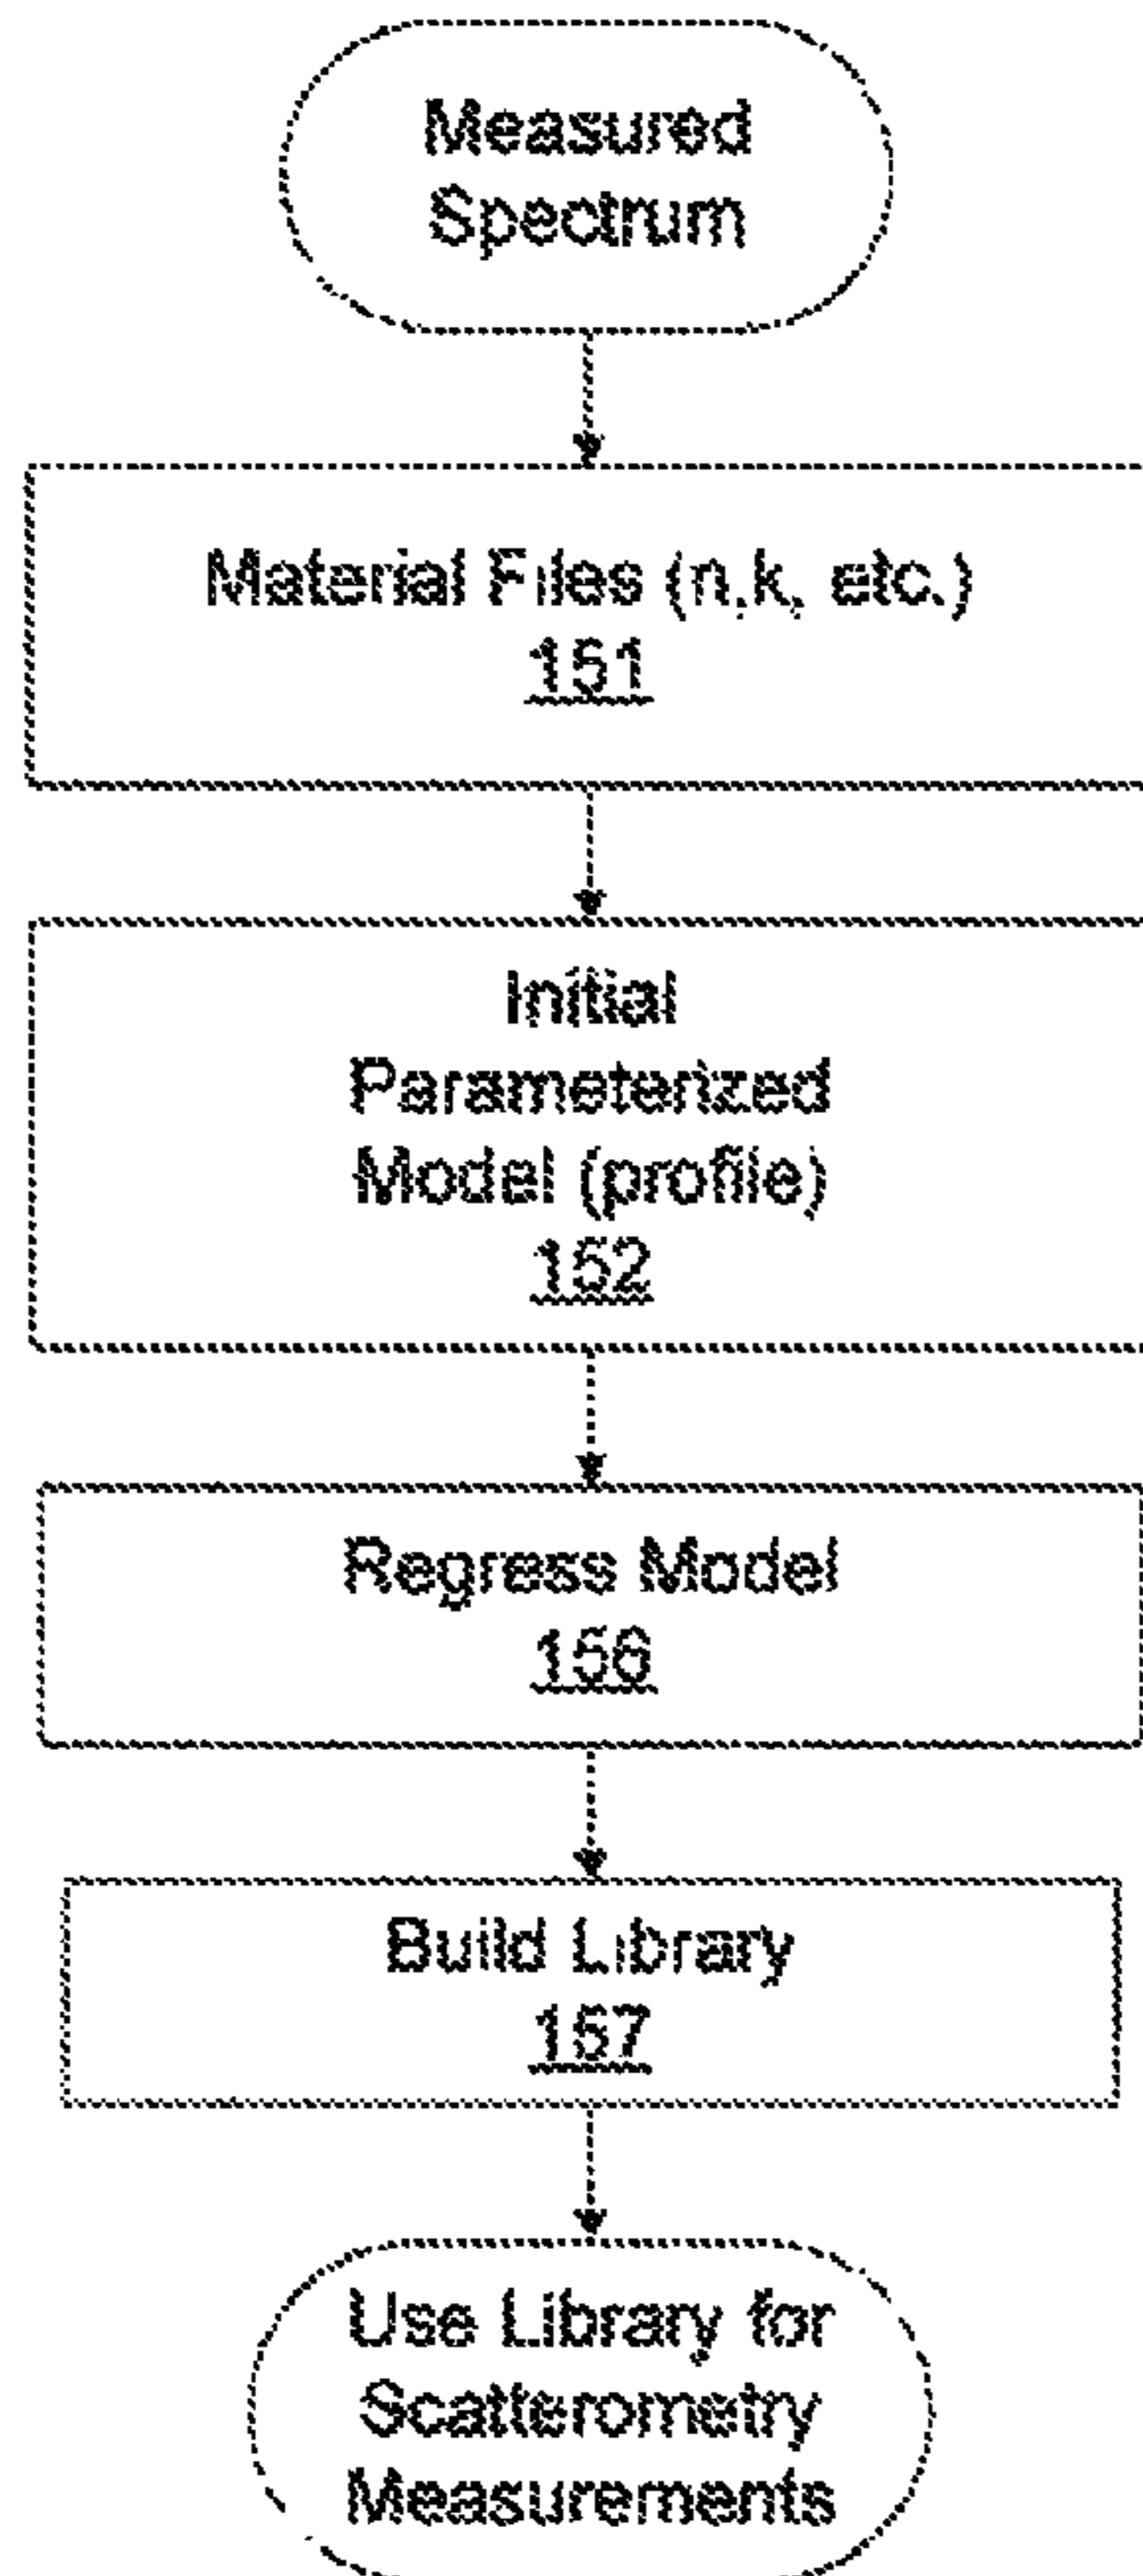 Measured
Spectrum
Material Files (n,k, etc.)
151
Initial
Parameterized
Model (profile)
152
Regress Model
156
Build Library
157
Use Library for
Scatterometry
Measurements